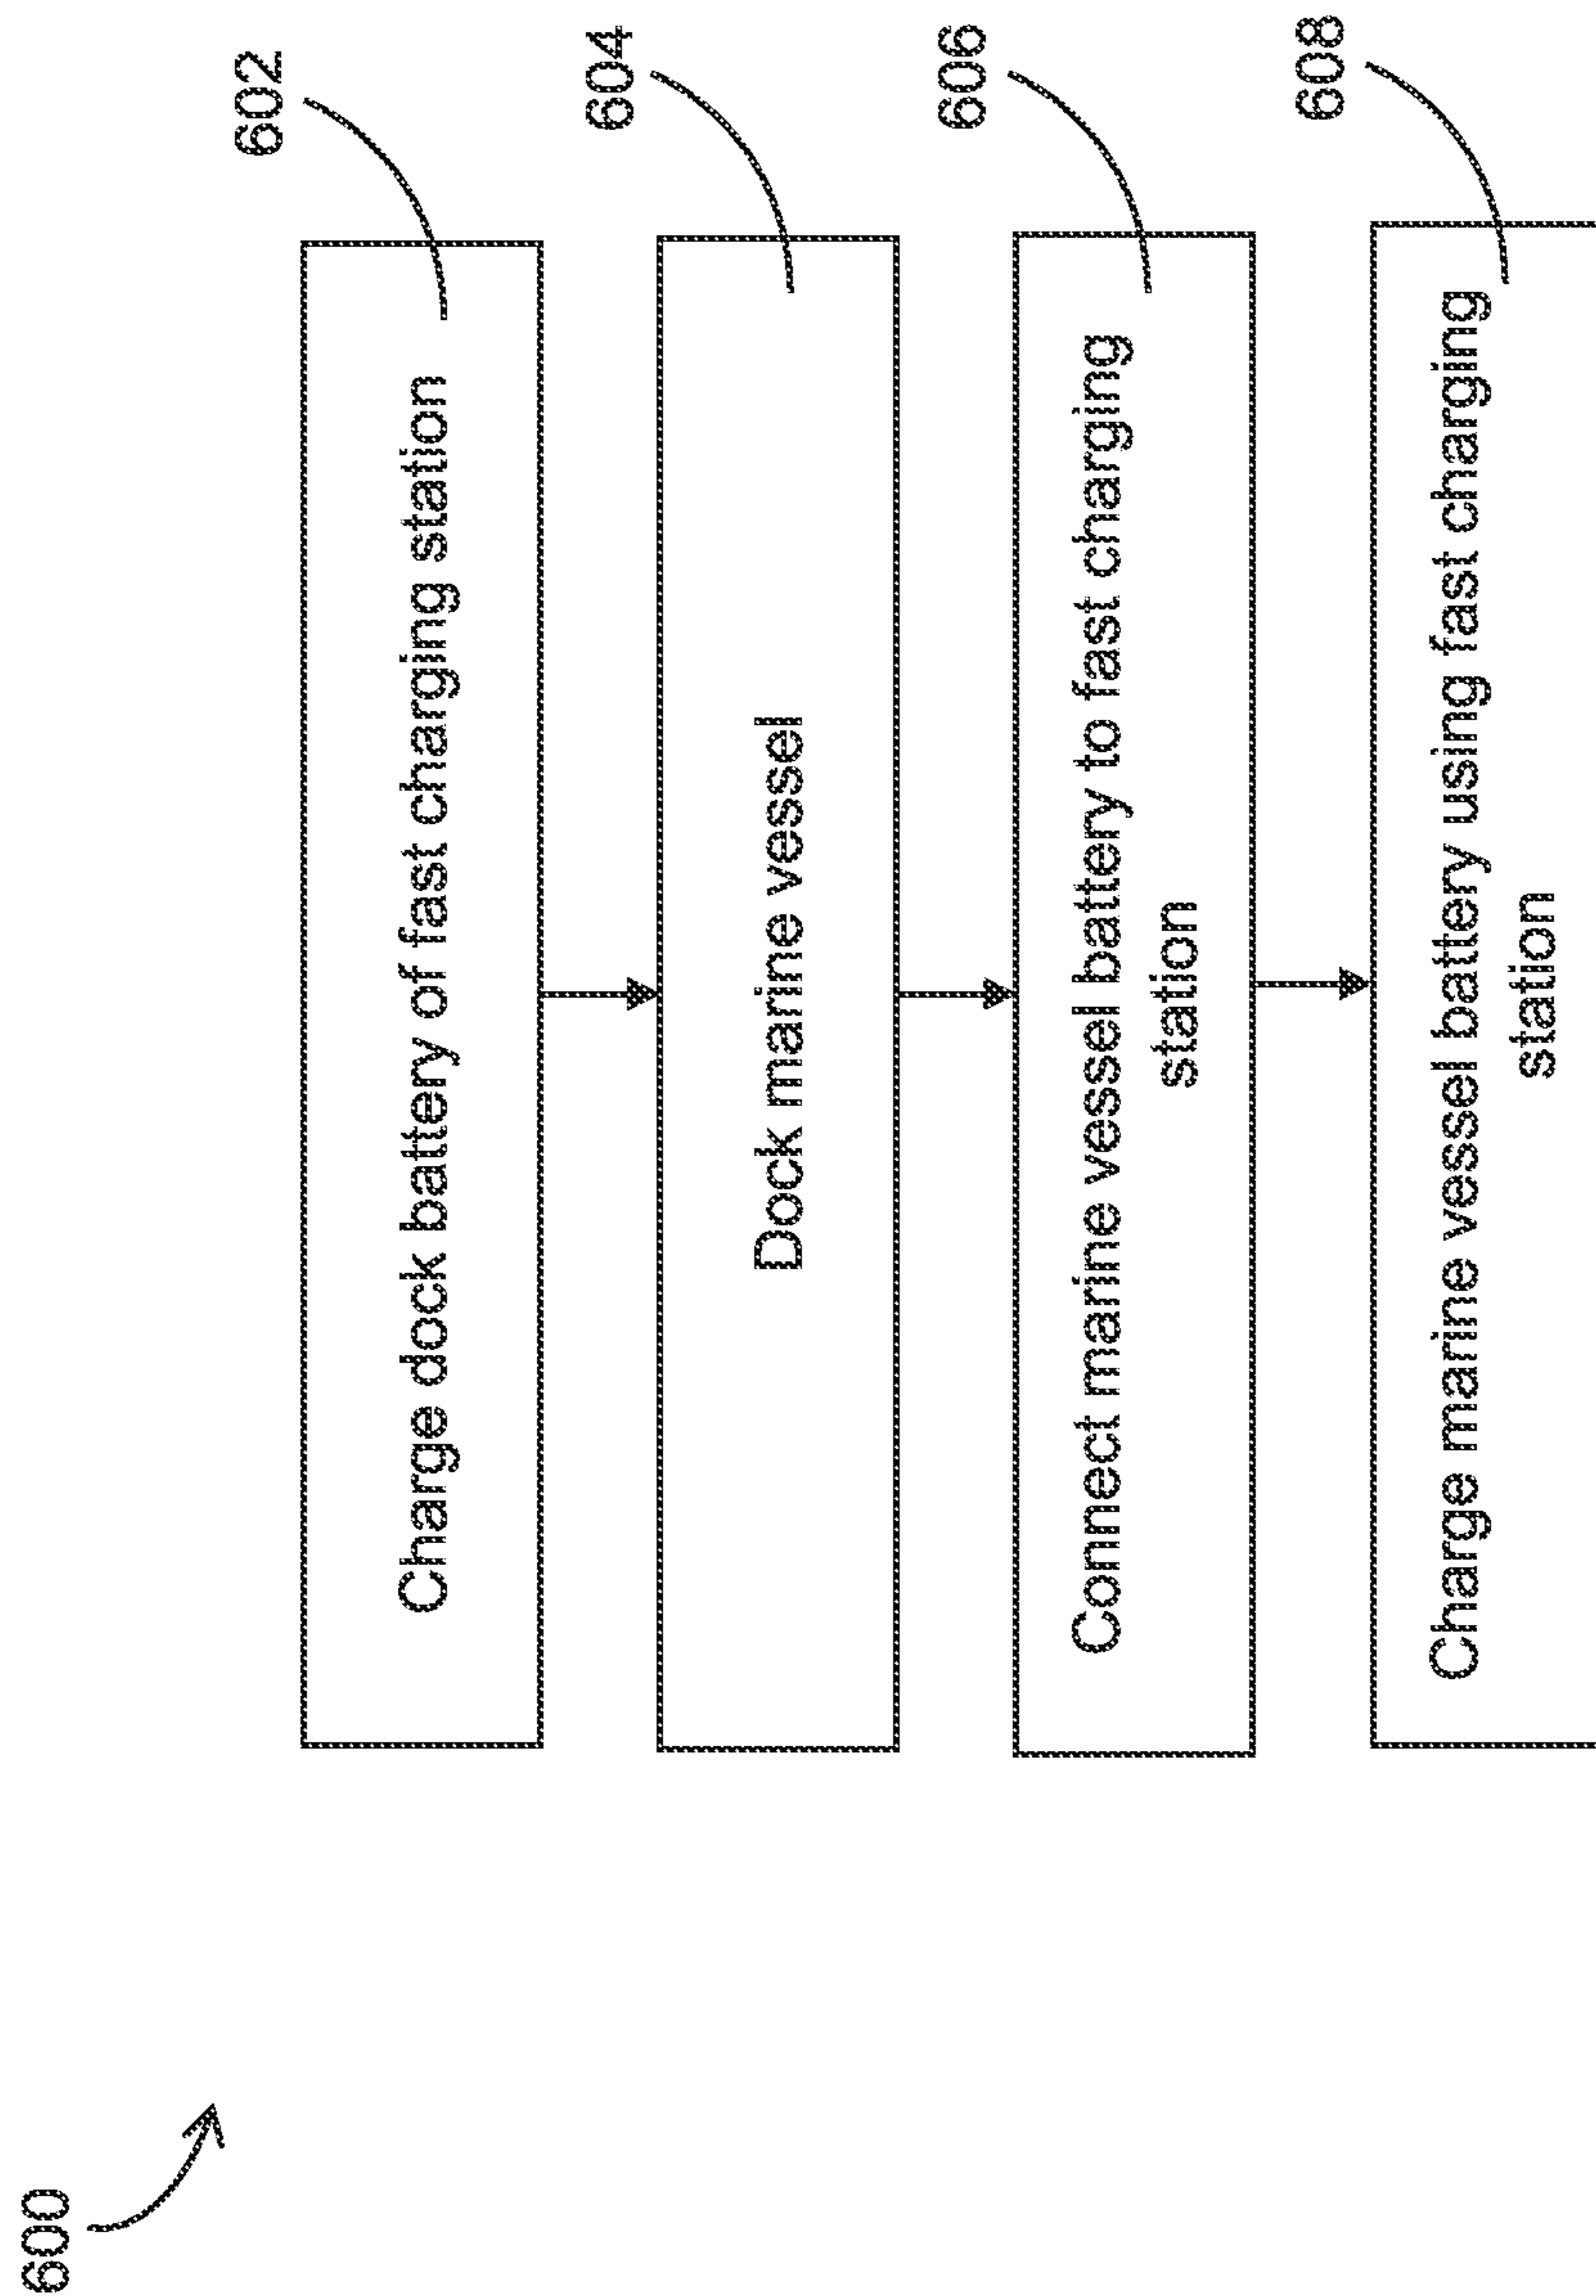 600
602
Charge dock battery of fast charging station
604
Dock marine vessel
606
Connect marine vessel battery to fast charging
station
608
Charge marine vessel battery using fast charging
station